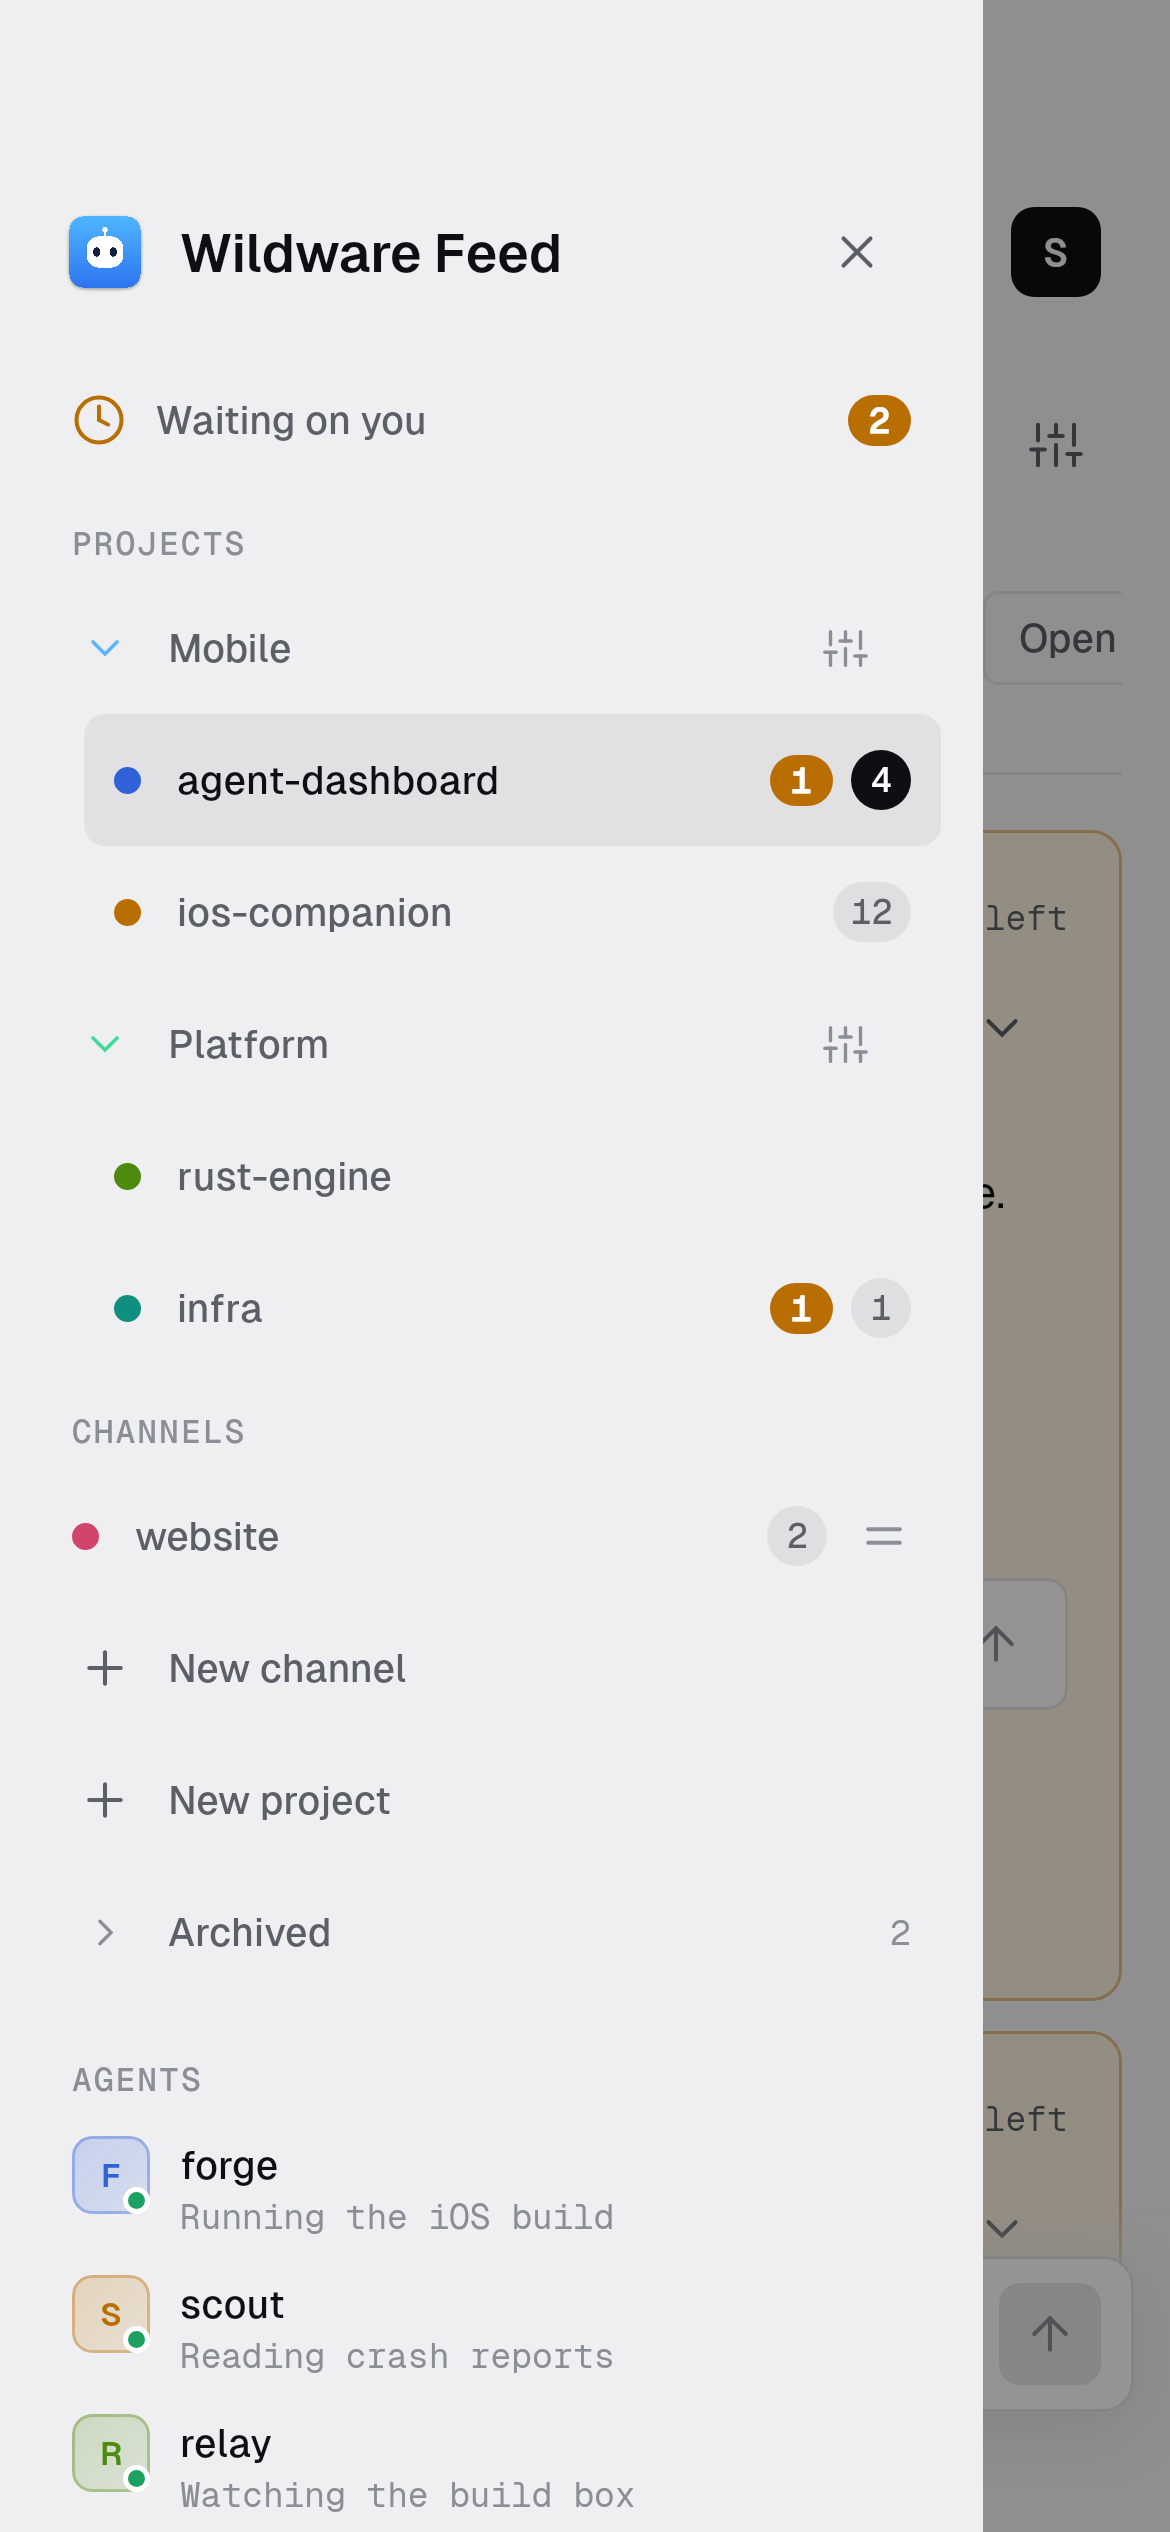 Wildware Feed
S
Waiting on you 2
PROJECTS
Mobile
Open
agent-dashboard 1 4
ios-companion 12
left
Platform
rust-engine
e.
infra 1 1
CHANNELS
website 2
New channel
New project
Archived 2
AGENTS
F forge
Running the iOS build
left
S scout
Reading crash reports
R relay
Watching the build box